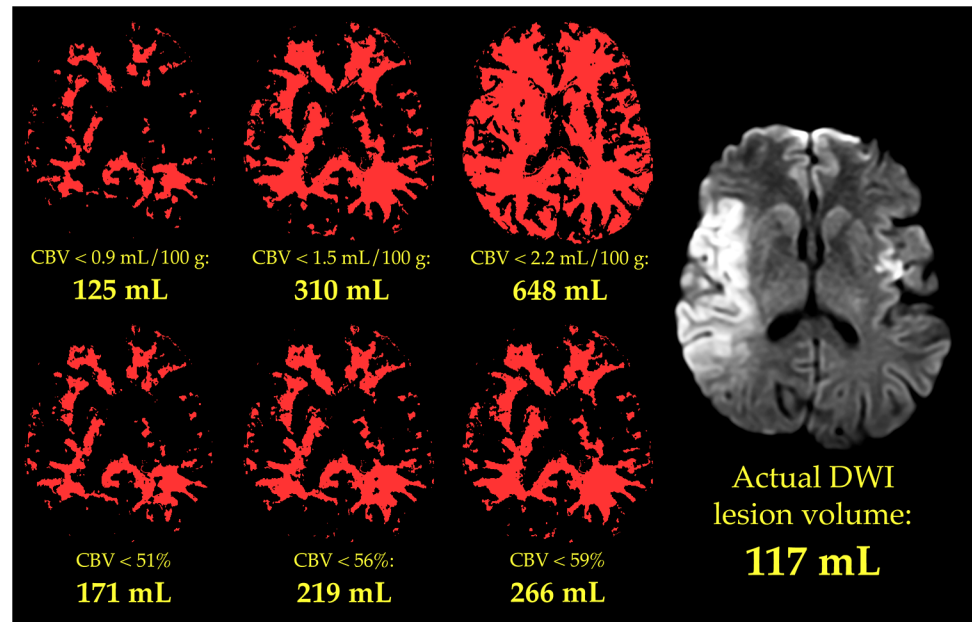 CBV < 0.9 mL/100 g:
125 mL
CBV < 1.5 mL/100 g:
310 mL
CBV < 2.2 mL/100 g:
648 mL
CBV < 51%
171 mL
CBV < 56%:
219 mL
CBV < 59%
266 mL
Actual DWI
lesion volume:
117 mL